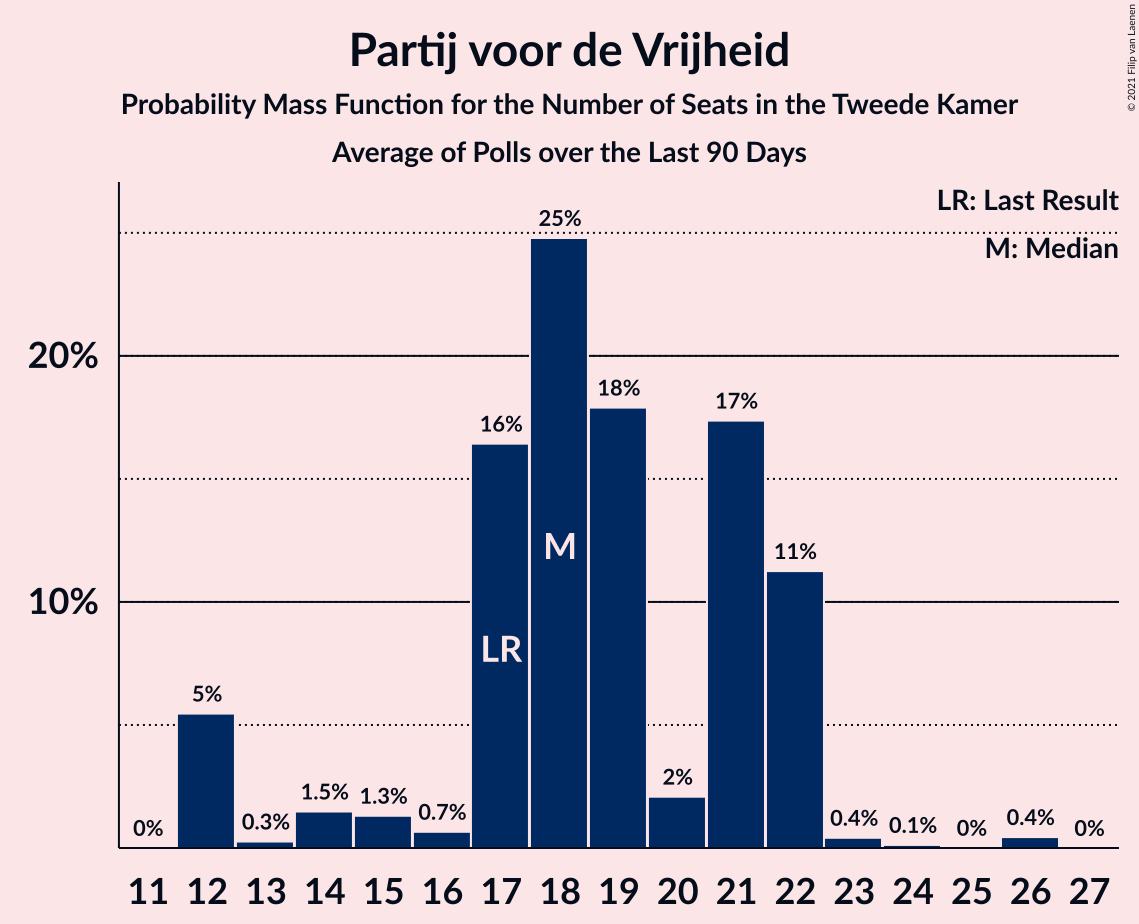 Partij voor de Vrijheid
Probability Mass Function for the Number of Seats in the Tweede Kamer
Average of Polls over the Last 90 Days
© 2021 Filip van Laenen
LR: Last Result
M: Median
25%
20%
18%
17%
16%
M
11%
10%
LR
5%
2%
1.5%
1.3%
0.7%
0.4%
0.4%
0.3%
0.1%
0%
0%
0%
11 12 13 14 15 16 17 18 19 20 21 22 23 24 25 26 27